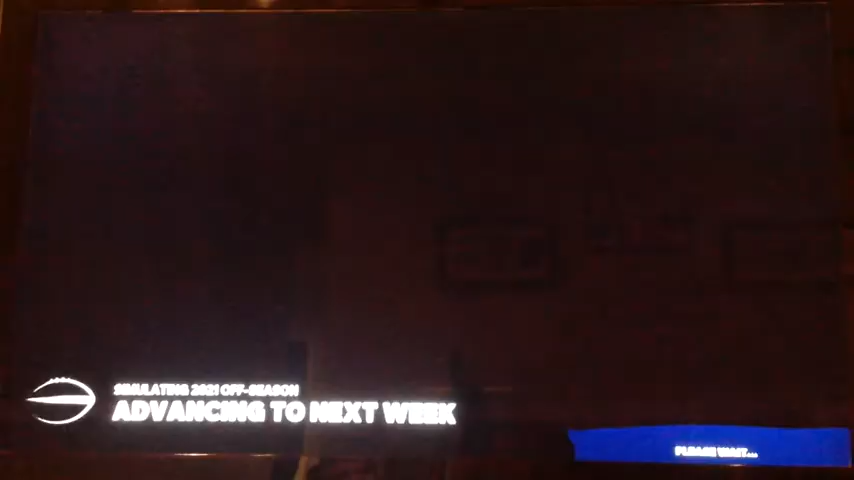 SIMULATING 2021 OFF-SEASON
ADVANCING TO NEXT WEEK
PLEASE WAIT...